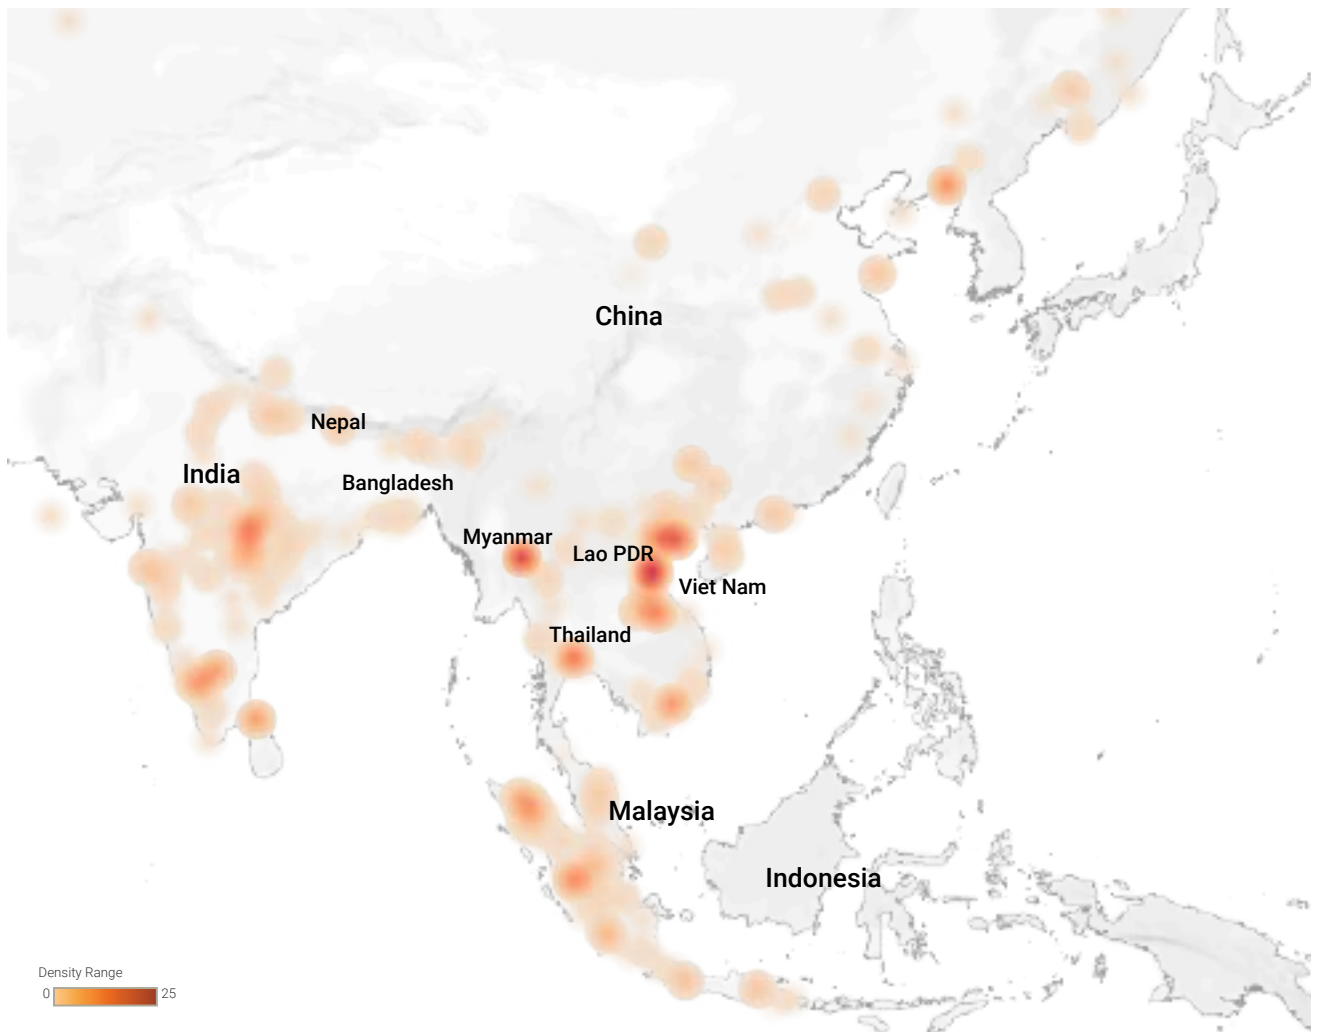 China
Nepal
India
Bangladesh
Myanmar
Lao PDR
Viet Nam
Thailand
Malaysia
Indonesia
Density Range
0 25